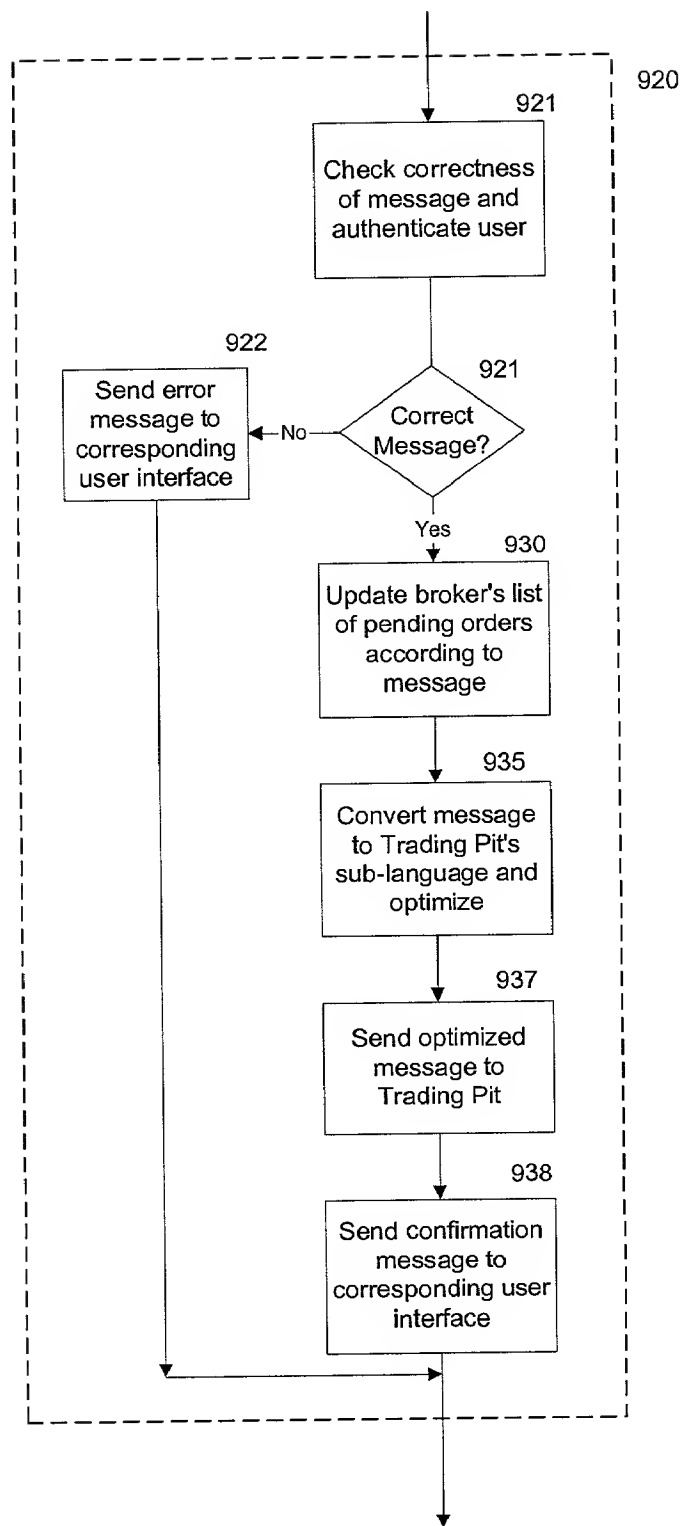 920
921
Check correctness
of message and
authenticate user
922
Send error
message to
corresponding
user interface
921
Correct
Message?
No
Yes
930
Update broker's list
of pending orders
according to
message
935
Convert message
to Trading Pit's
sub-language and
optimize
937
Send optimized
message to
Trading Pit
938
Send confirmation
message to
corresponding user
interface